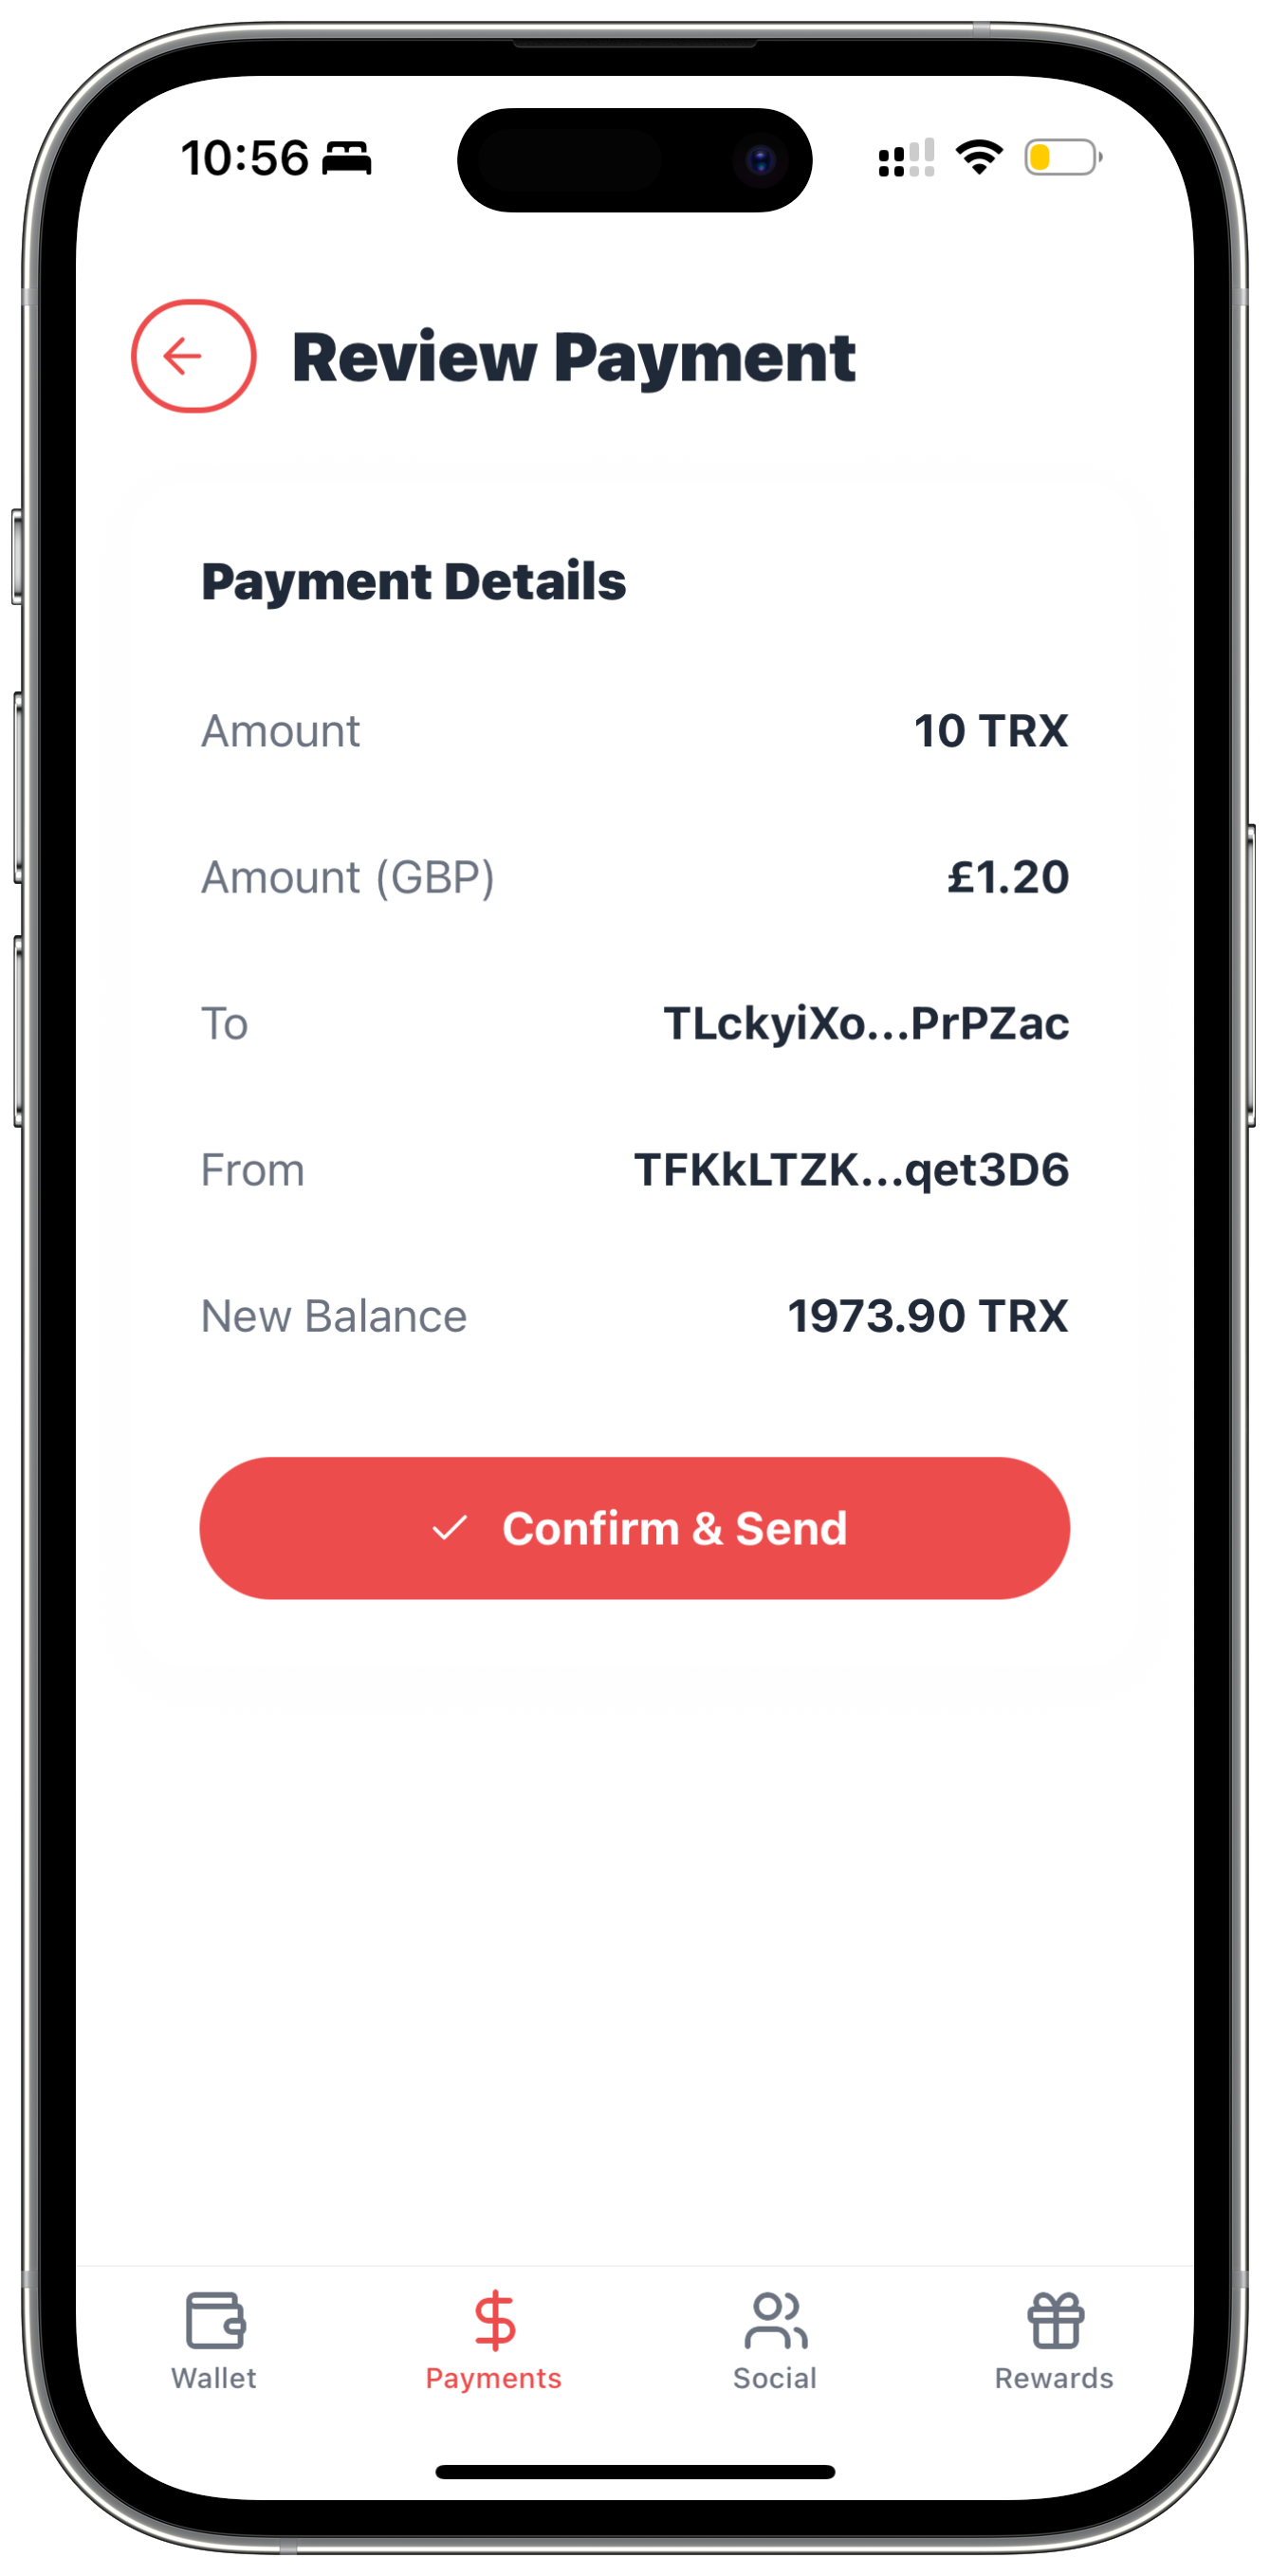 10:56
Review Payment
Payment Details
Amount 10 TRX
Amount (GBP) £1.20
To TLckyiXo...PrPZac
From TFKkLTZK...qet3D6
New Balance 1973.90 TRX
Confirm & Send
Wallet Payments Social Rewards